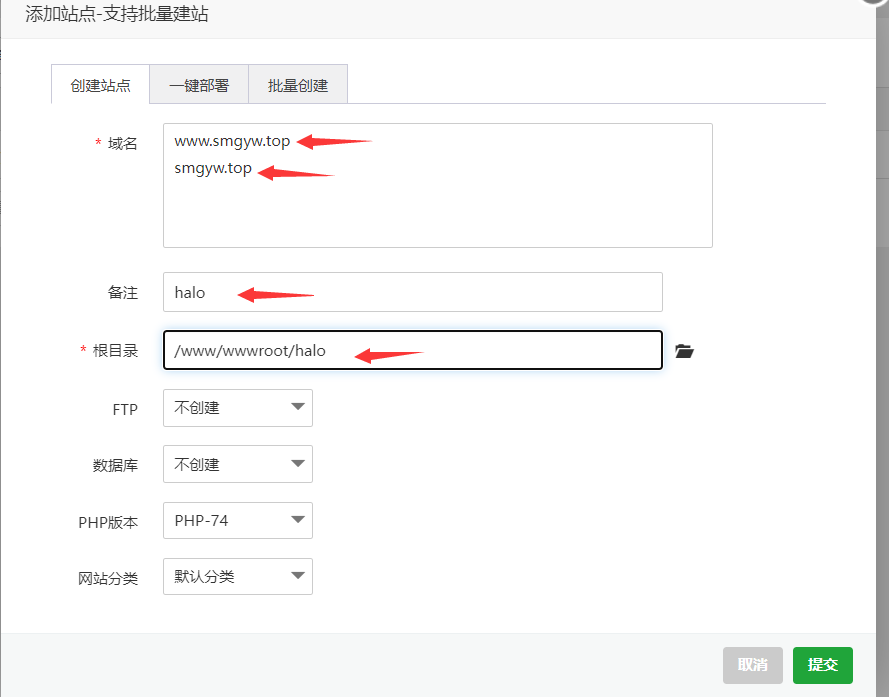 添加站点-支持批量建站
创建站点 一键部署 批量创建
* 域名 www.smgyw.top
smgyw.top
备注 halo
* 根目录 /www/wwwroot/halo
FTP 不创建
数据库 不创建
PHP版本 PHP-74
网站分类 默认分类
取消 提交